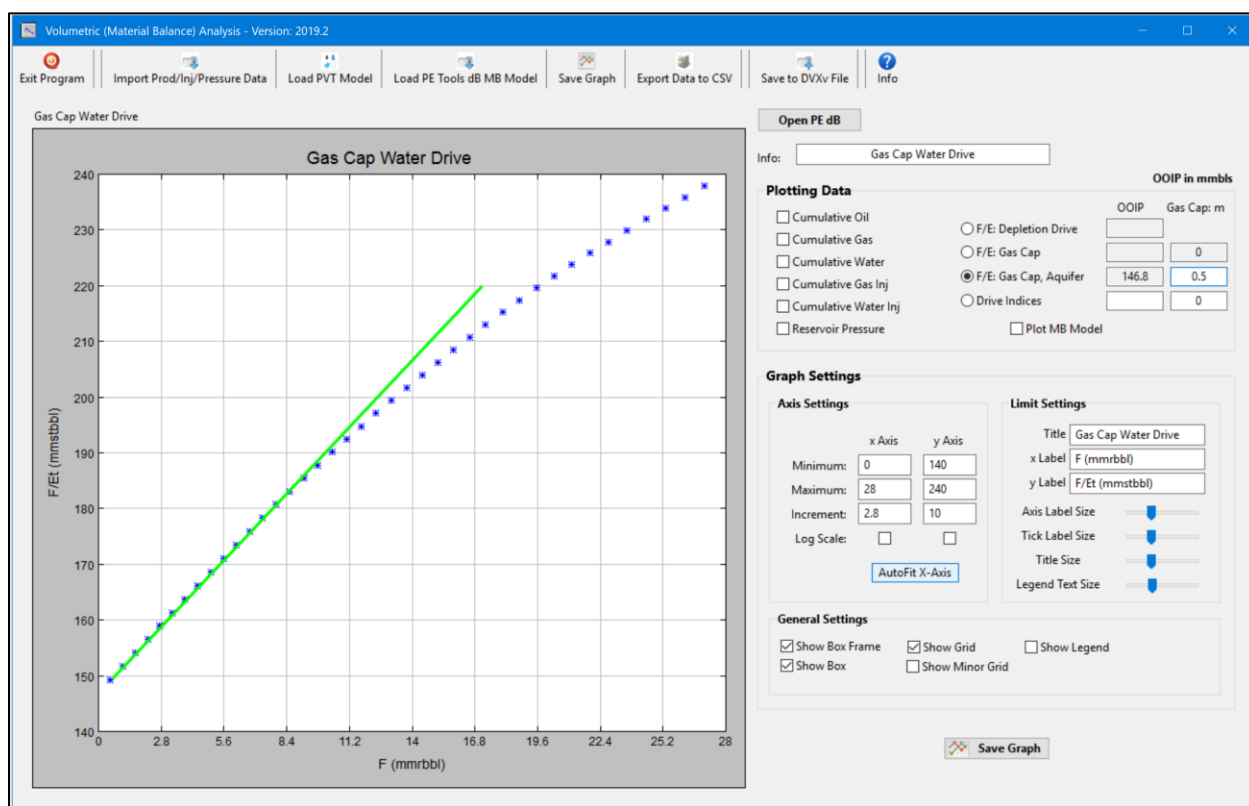 Volumetric (Material Balance) Analysis - Version: 2019.2
Exit Program Import Prod/Inj/Pressure Data Load PVT Model Load PE Tools dB MB Model Save Graph Export Data to CSV Save to DVXv File Info
Gas Cap Water Drive
Gas Cap Water Drive
240
230
220
210
200
190
180
170
160
150
140
F/Et (mmstbbl)
0 2.8 5.6 8.4 11.2 14 16.8 19.6 22.4 25.2 28
F (mmrbbl)
Open PE dB
Info: Gas Cap Water Drive
OOIP in mmbls
Plotting Data
OOIP Gas Cap: m
Cumulative Oil
Cumulative Gas
Cumulative Water
Cumulative Gas Inj
Cumulative Water Inj
Reservoir Pressure
F/E: Depletion Drive
F/E: Gas Cap 0
F/E: Gas Cap, Aquifer 146.8 0.5
Drive Indices 0
Plot MB Model
Graph Settings
Axis Settings
x Axis y Axis
Minimum: 0 140
Maximum: 28 240
Increment: 2.8 10
Log Scale:
AutoFit X-Axis
Limit Settings
Title Gas Cap Water Drive
x Label F (mmrbbl)
y Label F/Et (mmstbbl)
Axis Label Size
Tick Label Size
Title Size
Legend Text Size
General Settings
Show Box Frame Show Grid Show Legend
Show Box Show Minor Grid
Save Graph